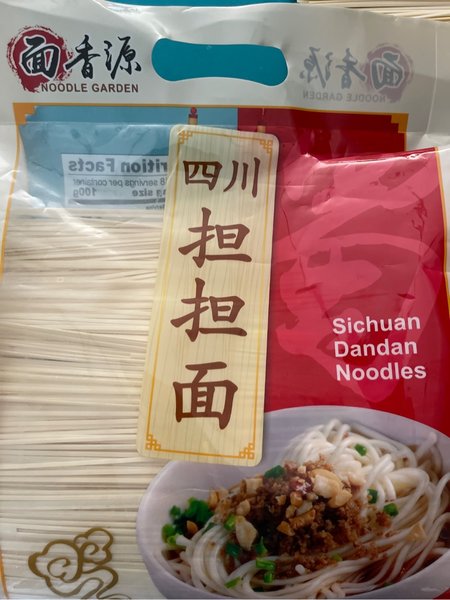 面香源
NOODLE GARDEN
面香源
NOODLE GARDEN
Nutrition Facts
8 servings per container
100g
四川
担担面
Sichuan
Dandan
Noodles